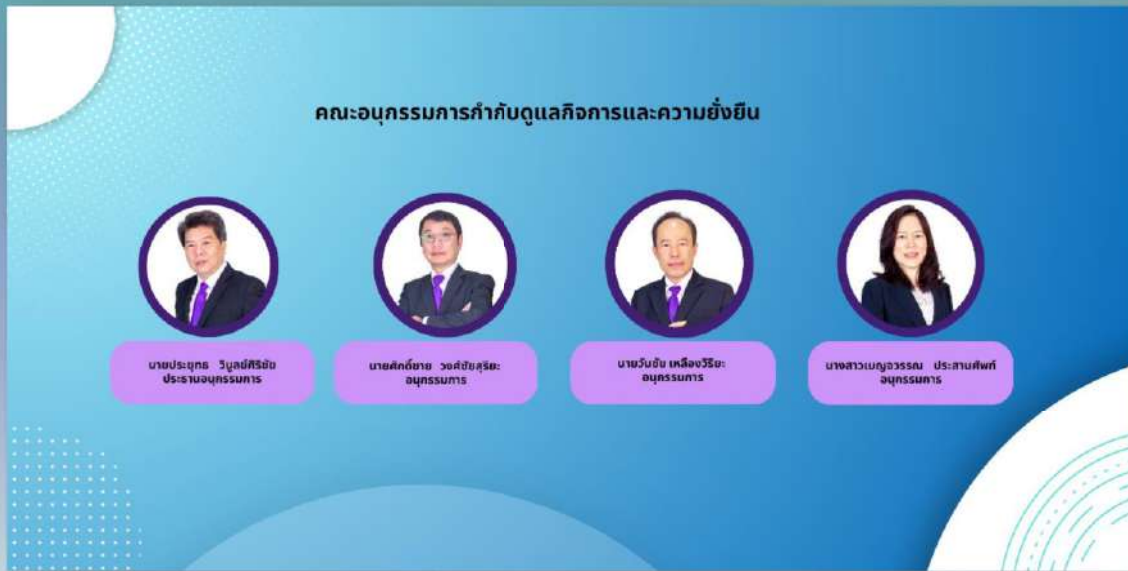 คณะอนุกรรมการกำกับดูแลกิจการและความยั่งยืน
นายประยุทธ วิบูลย์ศิริชัย
ประธานอนุกรรมการ
นายศักดิ์ชาย วงศ์ชัยสุริยะ
อนุกรรมการ
นายวันชัย เหลืองวิริยะ
อนุกรรมการ
นางสาวเบญจวรรณ ประสานศัพท์
อนุกรรมการ